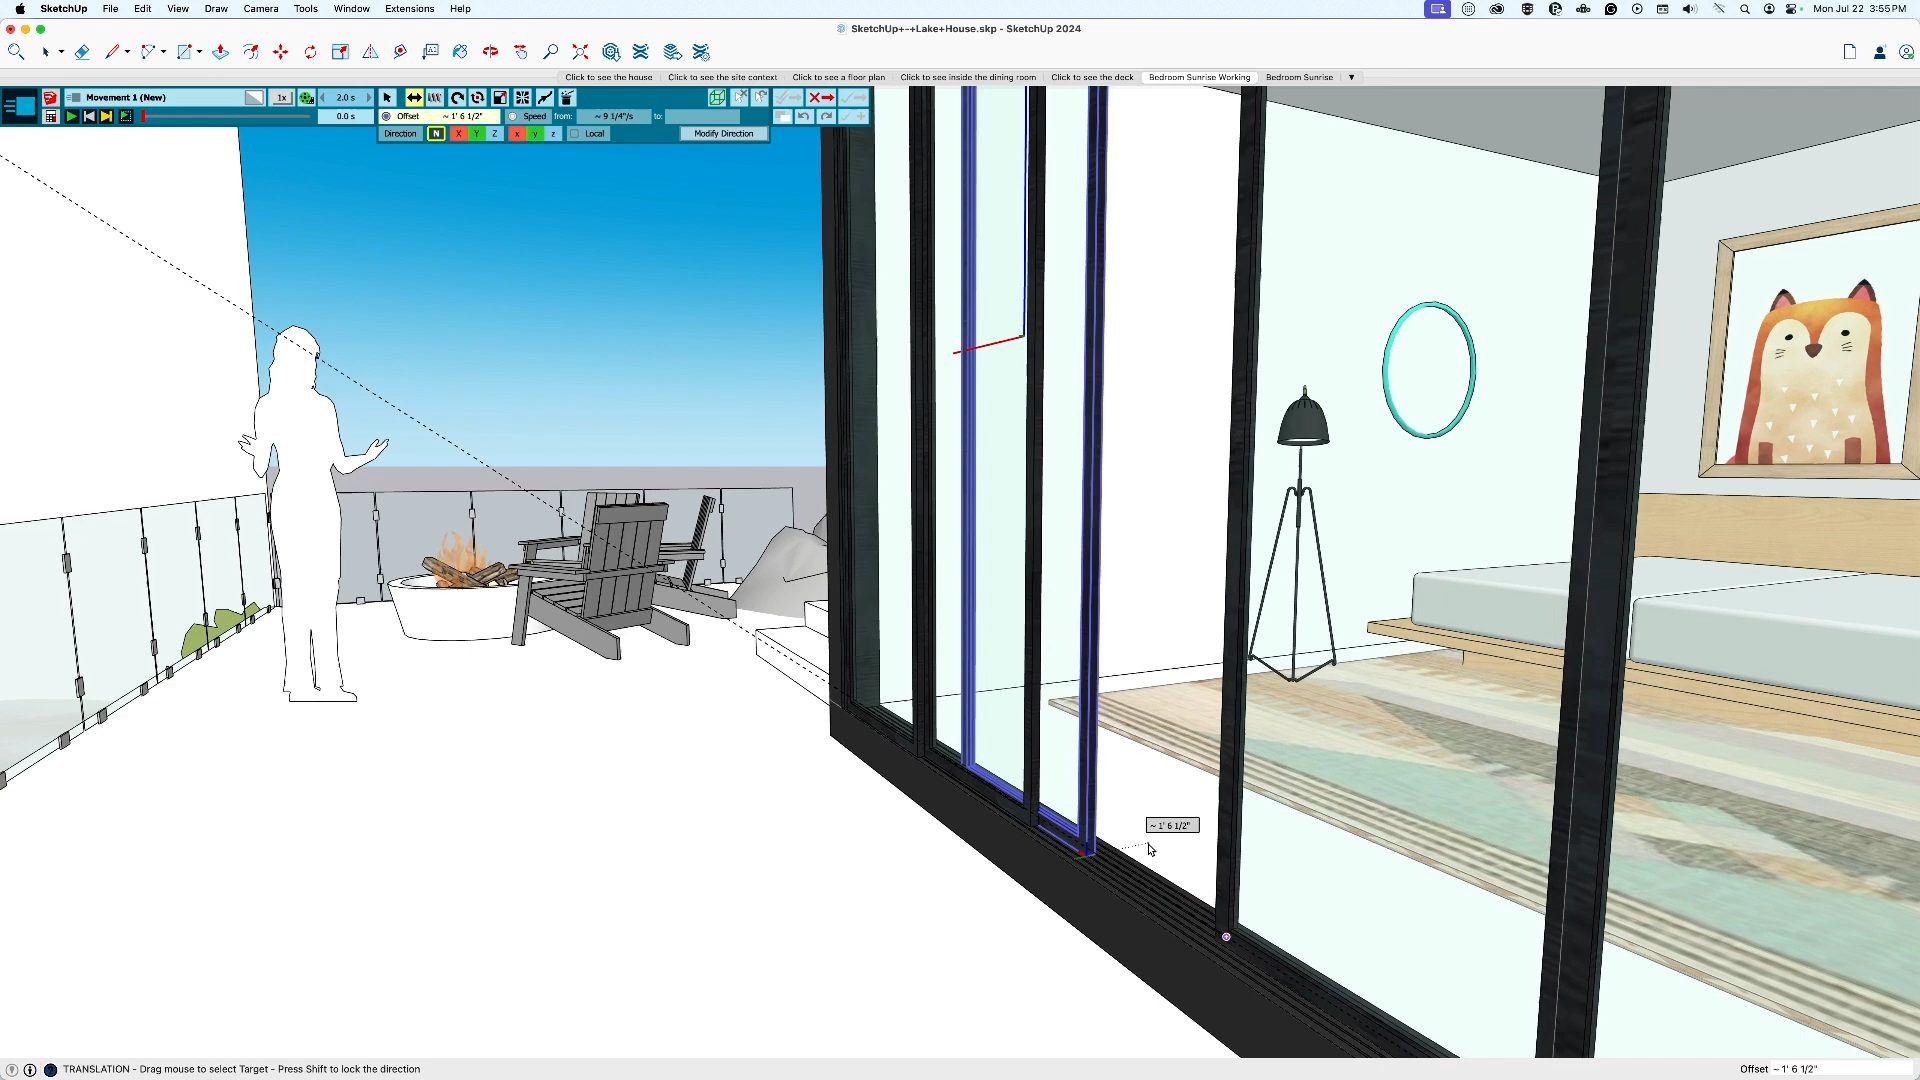 SketchUp File Edit View Draw Camera Tools Window Extensions Help Mon Jul 22 3:55 PM
SketchUp+-+Lake+House.skp - SketchUp 2024
Click to see the house Click to see the site context Click to see a floor plan Click to see inside the dining room Click to see the deck Bedroom Sunrise Working Bedroom Sunrise
Movement 1 (New) 1x 2.0 s
0.0 s Offset ~ 1' 6 1/2" Speed from: ~ 9 1/4"/s to:
Direction N X Y Z x y z Local Modify Direction
~ 1' 6 1/2"
TRANSLATION - Drag mouse to select Target - Press Shift to lock the direction Offset ~ 1' 6 1/2"